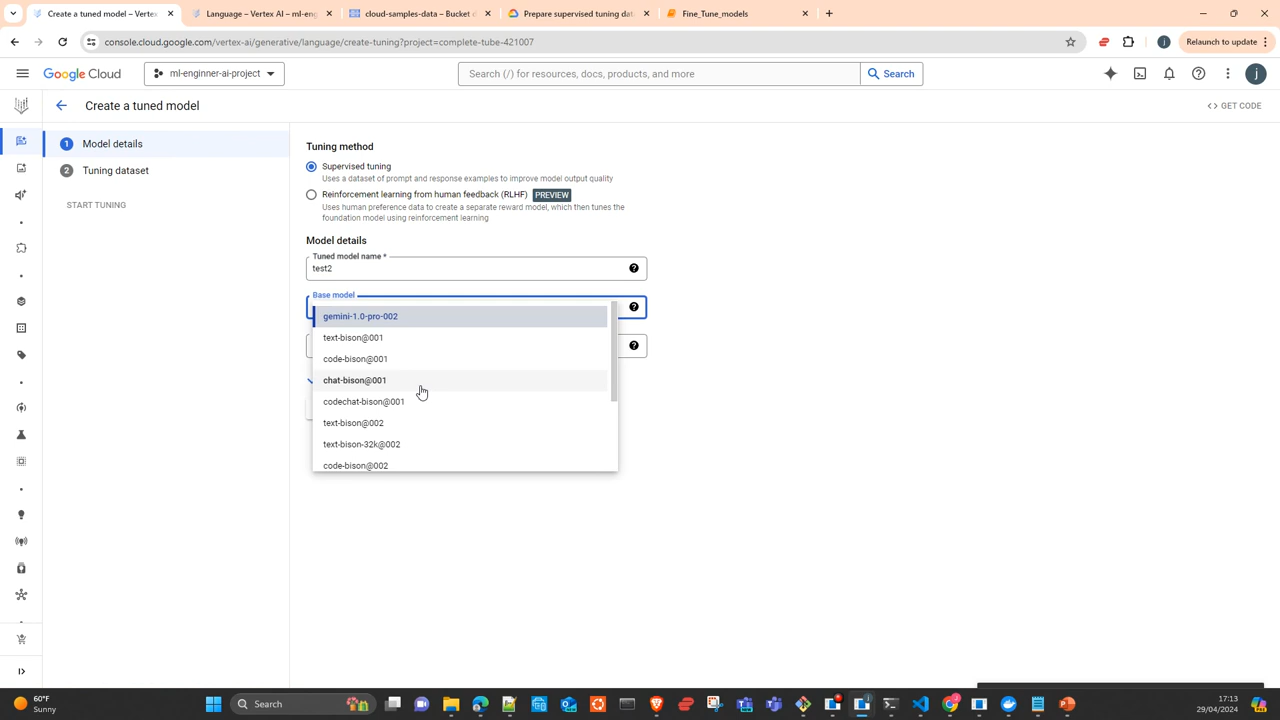 Create a tuned model – Vertex
Language – Vertex AI – ml-eng
cloud-samples-data – Bucket d
Prepare supervised tuning dat
Fine_Tune_models
console.cloud.google.com/vertex-ai/generative/language/create-tuning?project=complete-tube-421007
j
Relaunch to update
Google Cloud
ml-enginner-ai-project
Search (/) for resources, docs, products, and more
Search
j
Create a tuned model
GET CODE
1
Model details
2
Tuning dataset
START TUNING
Tuning method
Supervised tuning
Uses a dataset of prompt and response examples to improve model output quality
Reinforcement learning from human feedback (RLHF) PREVIEW
Uses human preference data to create a separate reward model, which then tunes the
foundation model using reinforcement learning
Model details
Tuned model name *
test2
Base model
gemini-1.0-pro-002
text-bison@001
code-bison@001
chat-bison@001
codechat-bison@001
text-bison@002
text-bison-32k@002
code-bison@002
60°F
Sunny
Search
17:13
29/04/2024